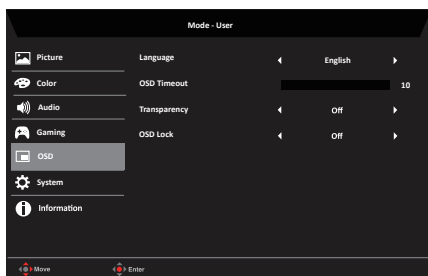 Mode - User
Picture
Color
Audio
Gaming
OSD
System
Information
Language English
OSD Timeout 10
Transparency Off
OSD Lock Off
Move Enter